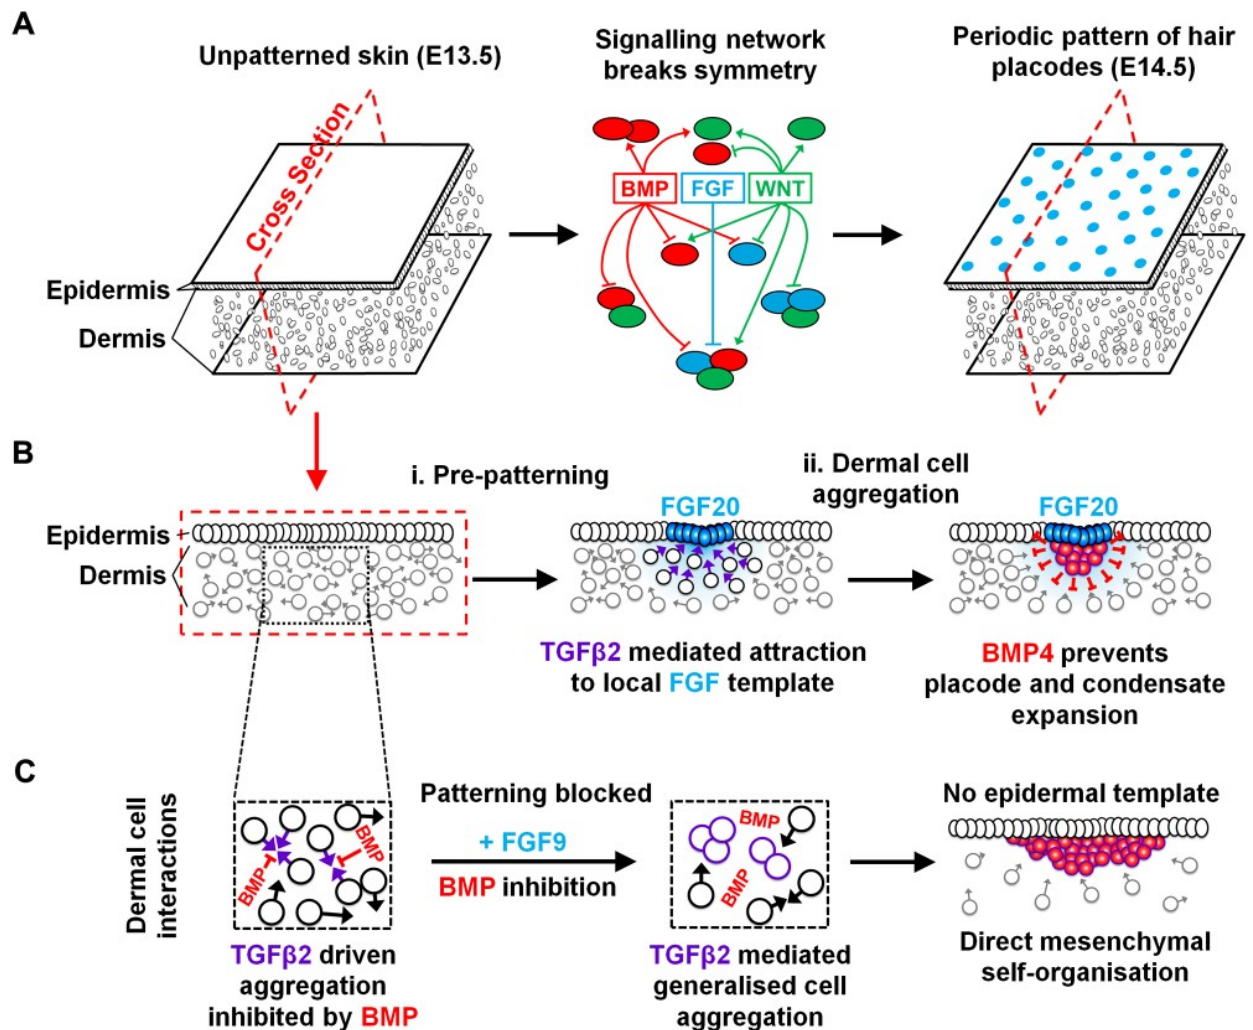 A
Unpatterned skin (E13.5)
Signalling network
breaks symmetry
Periodic pattern of hair
placodes (E14.5)
Cross Section
BMP
FGF
WNT
Epidermis
Dermis
B
i. Pre-patterning
ii. Dermal cell
aggregation
Epidermis
Dermis
FGF20
FGF20
TGFβ2 mediated attraction
to local FGF template
BMP4 prevents
placode and condensate
expansion
C
Dermal cell
interactions
BMP
BMP
TGFβ2 driven
aggregation
inhibited by BMP
Patterning blocked
+ FGF9
BMP inhibition
BMP
BMP
TGFβ2 mediated
generalised cell
aggregation
No epidermal template
Direct mesenchymal
self-organisation